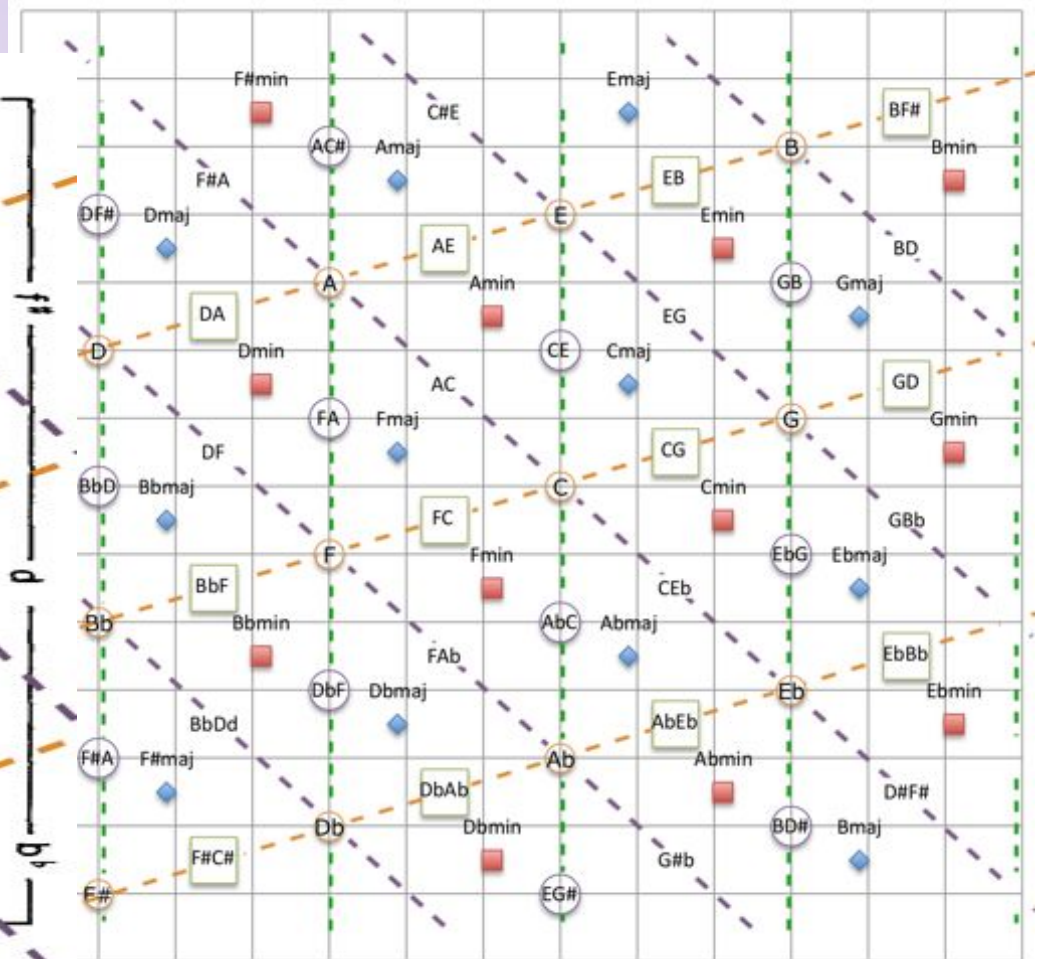 F#min
Emaj
C#E
BF#
AC#
Amaj
B
Bmin
F#A
EB
DF#
Dmaj
E
Emin
AE
BD
A
Amin
GB
Gmaj
f#
DA
EG
D
Dmin
CE
Cmaj
AC
GD
FA
Fmaj
G
Gmin
DF
CG
BbD
Bbmaj
C
Cmin
FC
GBb
F
Fmin
EbG
Ebmaj
d
BbF
CEb
Bb
Bbmin
AbC
Abmaj
FAb
EbBb
DbF
Dbmaj
Eb
Ebmin
BbDd
AbEb
F#A
F#maj
Ab
Abmin
DbAb
D#F#
Db
Dbmin
BD#
Bmaj
F#C#
G#b
F#
EG#